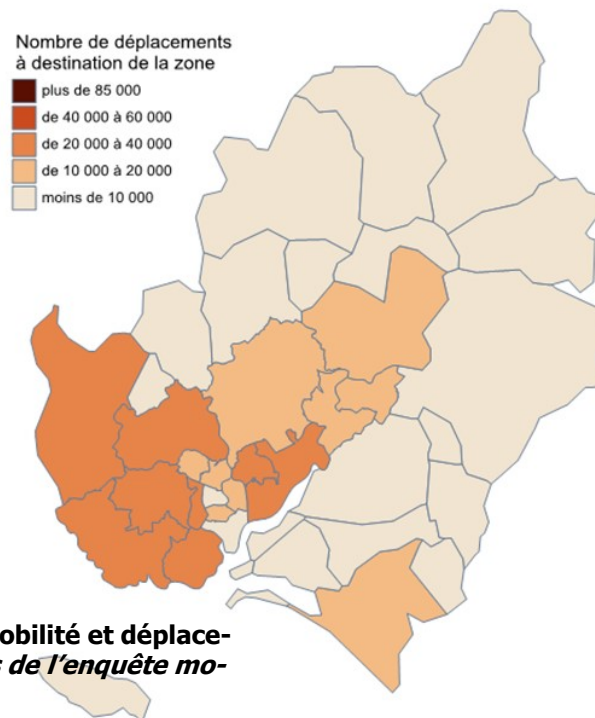 Nombre de déplacements
à destination de la zone
plus de 85 000
de 40 000 à 60 000
de 20 000 à 40 000
de 10 000 à 20 000
moins de 10 000
obilité et déplace-
s de l'enquête mo-